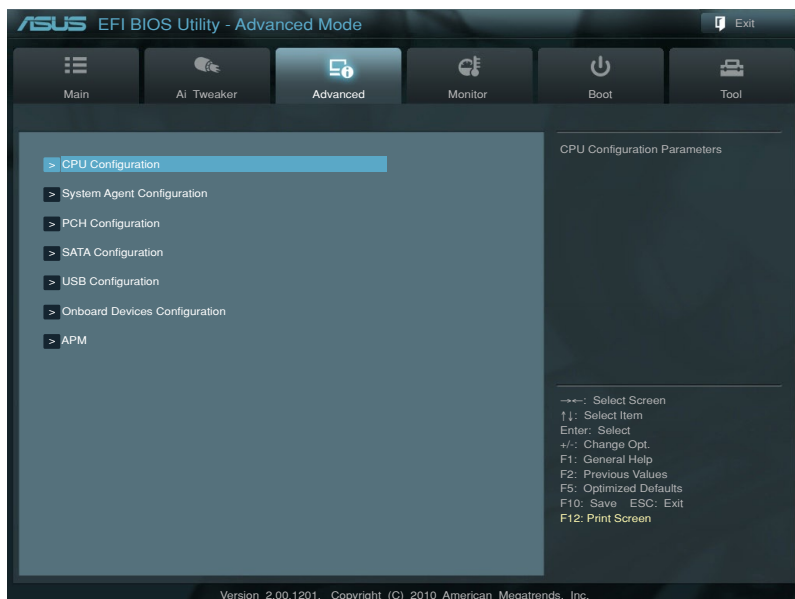 ASUS EFI BIOS Utility - Advanced Mode
Exit
Main
Ai Tweaker
Advanced
Monitor
Boot
Tool
> CPU Configuration
> System Agent Configuration
> PCH Configuration
> SATA Configuration
> USB Configuration
> Onboard Devices Configuration
> APM
CPU Configuration Parameters
→←: Select Screen
↑↓: Select Item
Enter: Select
+/-: Change Opt.
F1: General Help
F2: Previous Values
F5: Optimized Defaults
F10: Save ESC: Exit
F12: Print Screen
Version 2.00.1201. Copyright (C) 2010 American Megatrends, Inc.